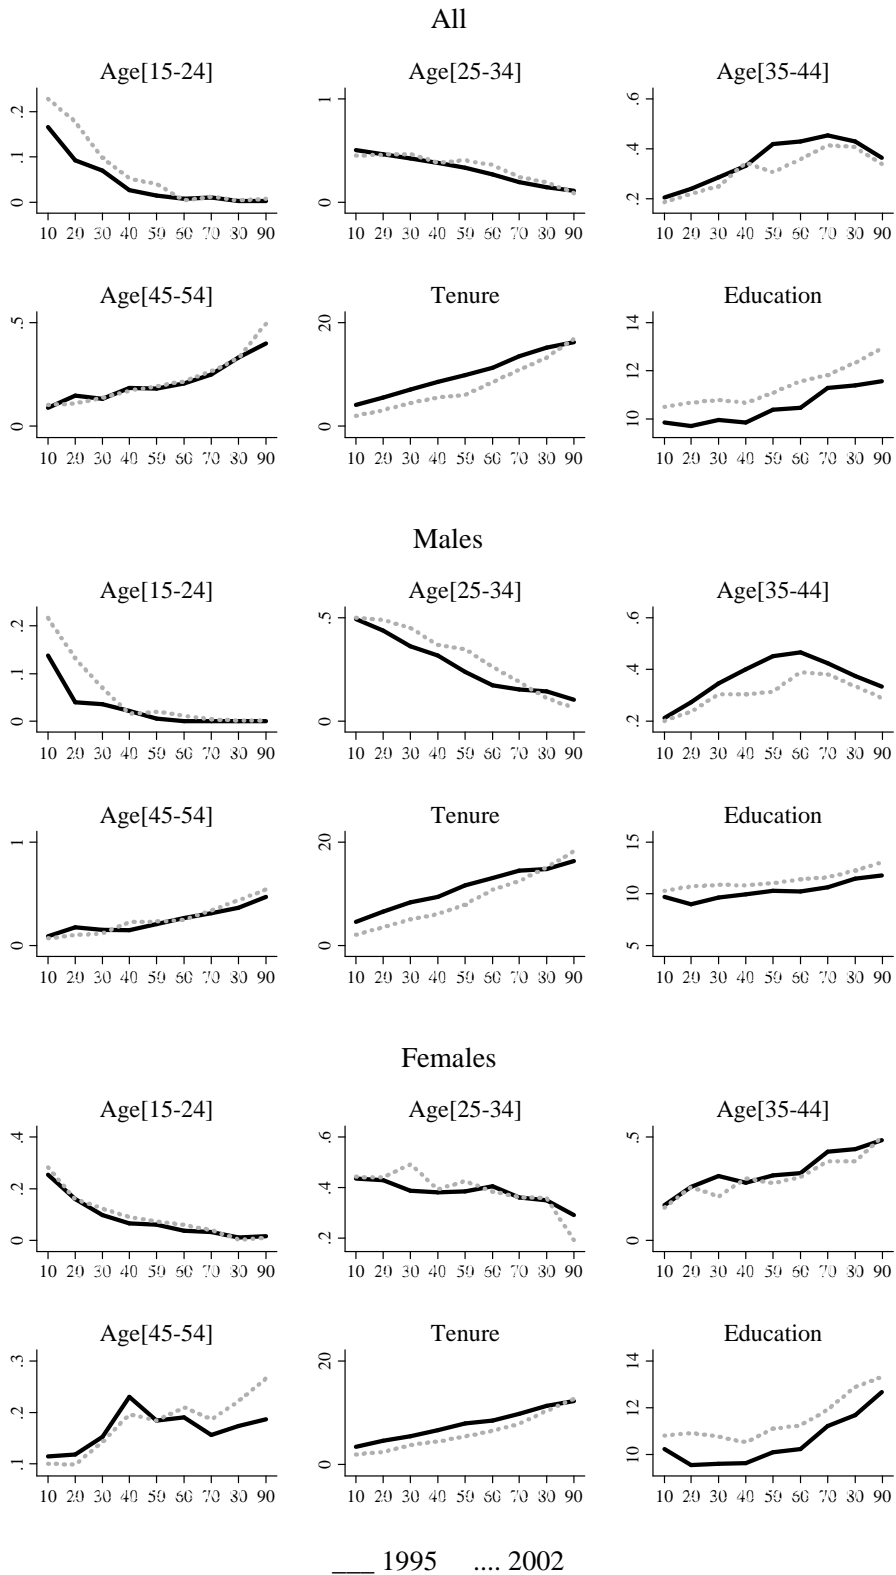 All
Age[15-24] Age[25-34] Age[35-44]
0 .1 .2
0 1
.2 .4 .6
10 20 30 40 50 60 70 80 90 10 20 30 40 50 60 70 80 90 10 20 30 40 50 60 70 80 90
Age[45-54] Tenure Education
0 .5
0 20
10 12 14
10 20 30 40 50 60 70 80 90 10 20 30 40 50 60 70 80 90 10 20 30 40 50 60 70 80 90
Males
Age[15-24] Age[25-34] Age[35-44]
0 .1 .2
0 .5
.2 .4 .6
10 20 30 40 50 60 70 80 90 10 20 30 40 50 60 70 80 90 10 20 30 40 50 60 70 80 90
Age[45-54] Tenure Education
0 1
0 20
5 10 15
10 20 30 40 50 60 70 80 90 10 20 30 40 50 60 70 80 90 10 20 30 40 50 60 70 80 90
Females
Age[15-24] Age[25-34] Age[35-44]
0 .2 .4
.2 .4 .6
0 .5
10 20 30 40 50 60 70 80 90 10 20 30 40 50 60 70 80 90 10 20 30 40 50 60 70 80 90
Age[45-54] Tenure Education
.1 .2 .3
0 20
10 12 14
10 20 30 40 50 60 70 80 90 10 20 30 40 50 60 70 80 90 10 20 30 40 50 60 70 80 90
___ 1995 .... 2002